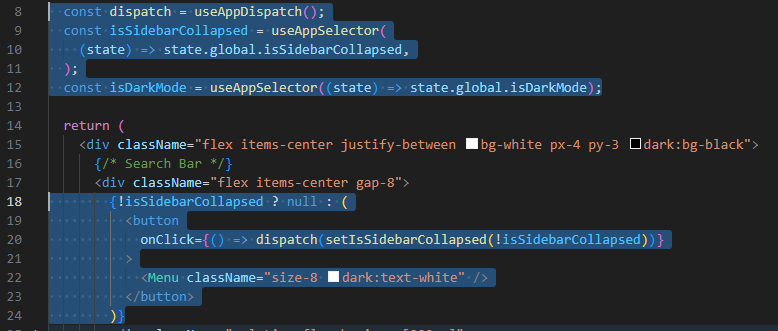 8 const dispatch = useAppDispatch();
9 const isSidebarCollapsed = useAppSelector(
10 (state) => state.global.isSidebarCollapsed,
11 );
12 const isDarkMode = useAppSelector((state) => state.global.isDarkMode);
13
14 return (
15 <div className="flex items-center justify-between bg-white px-4 py-3 dark:bg-black">
16 {/* Search Bar */}
17 <div className="flex items-center gap-8">
18 {!isSidebarCollapsed ? null : (
19 <button
20 onClick={() => dispatch(setIsSidebarCollapsed(!isSidebarCollapsed))}
21 >
22 <Menu className="size-8 dark:text-white" />
23 </button>
24 )}